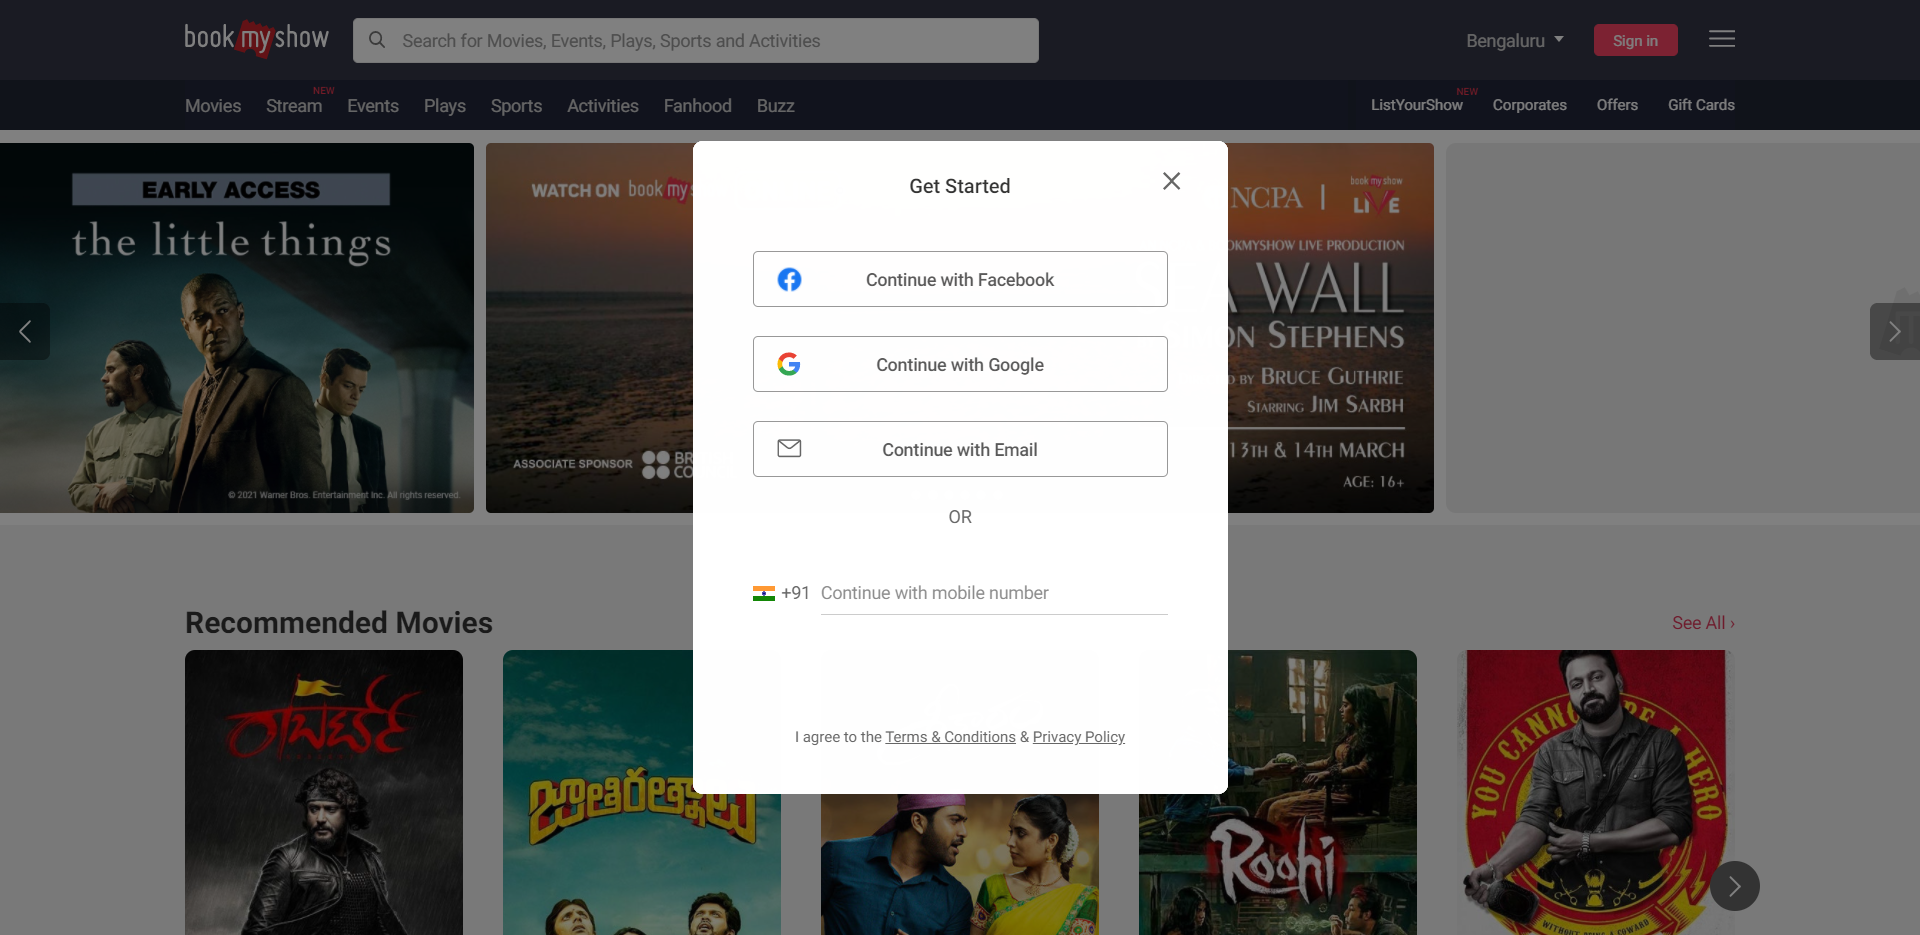 book my show
Search for Movies, Events, Plays, Sports and Activities
Bengaluru
Sign in
Movies
Stream
NEW
Events
Plays
Sports
Activities
Fanhood
Buzz
ListYourShow
NEW
Corporates
Offers
Gift Cards
EARLY ACCESS
the little things
© 2021 Warner Bros. Entertainment Inc. All rights reserved.
WATCH ON book my
ASSOCIATE SPONSOR
NCPA | book my show LIVE
OKMYSHOW LIVE PRODUCTION
A WALL
ON STEPHENS
BY BRUCE GUTHRIE
STARRING JIM SARBH
13TH & 14TH MARCH
AGE: 16+
Get Started
Continue with Facebook
Continue with Google
Continue with Email
OR
+91 Continue with mobile number
I agree to the Terms & Conditions & Privacy Policy
Recommended Movies
See All ›
ರಾಬರ್ಟ್
జాతిరత్నాలు
Roohi
YOU CANNOT BE A HERO
WITHOUT BEING A COWARD